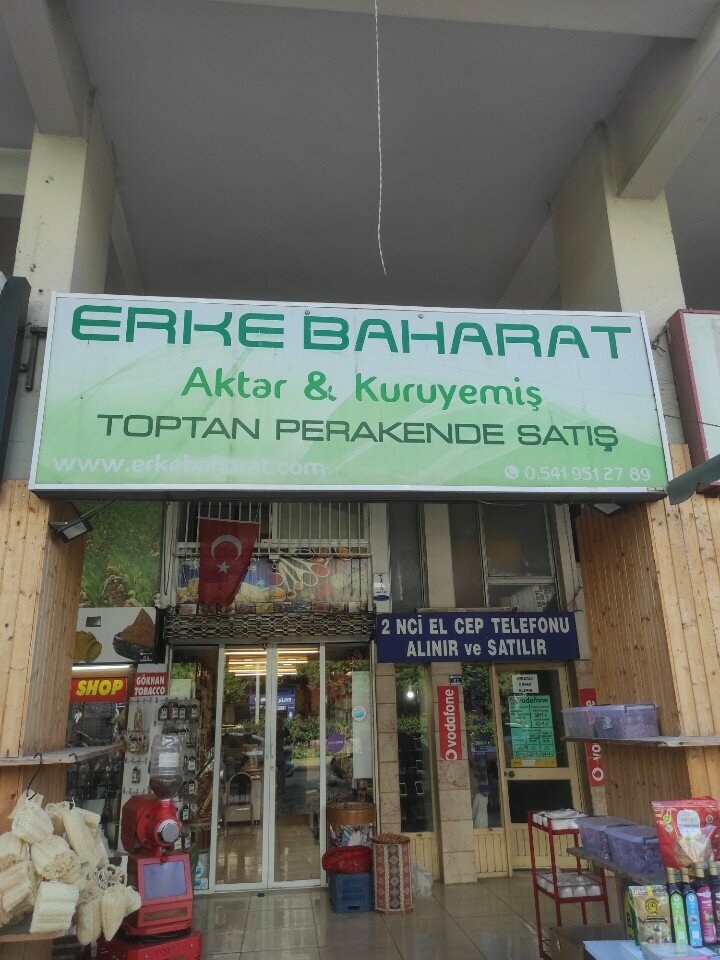 ERKE BAHARAT
Aktar & Kuruyemiş
TOPTAN PERAKENDE SATIŞ
www.erkebaharat.com
0.541 951 27 89
2 NCİ EL CEP TELEFONU
ALINIR ve SATILIR
SHOP
GÖKHAN
TOBACCO
vodafone
vodafone